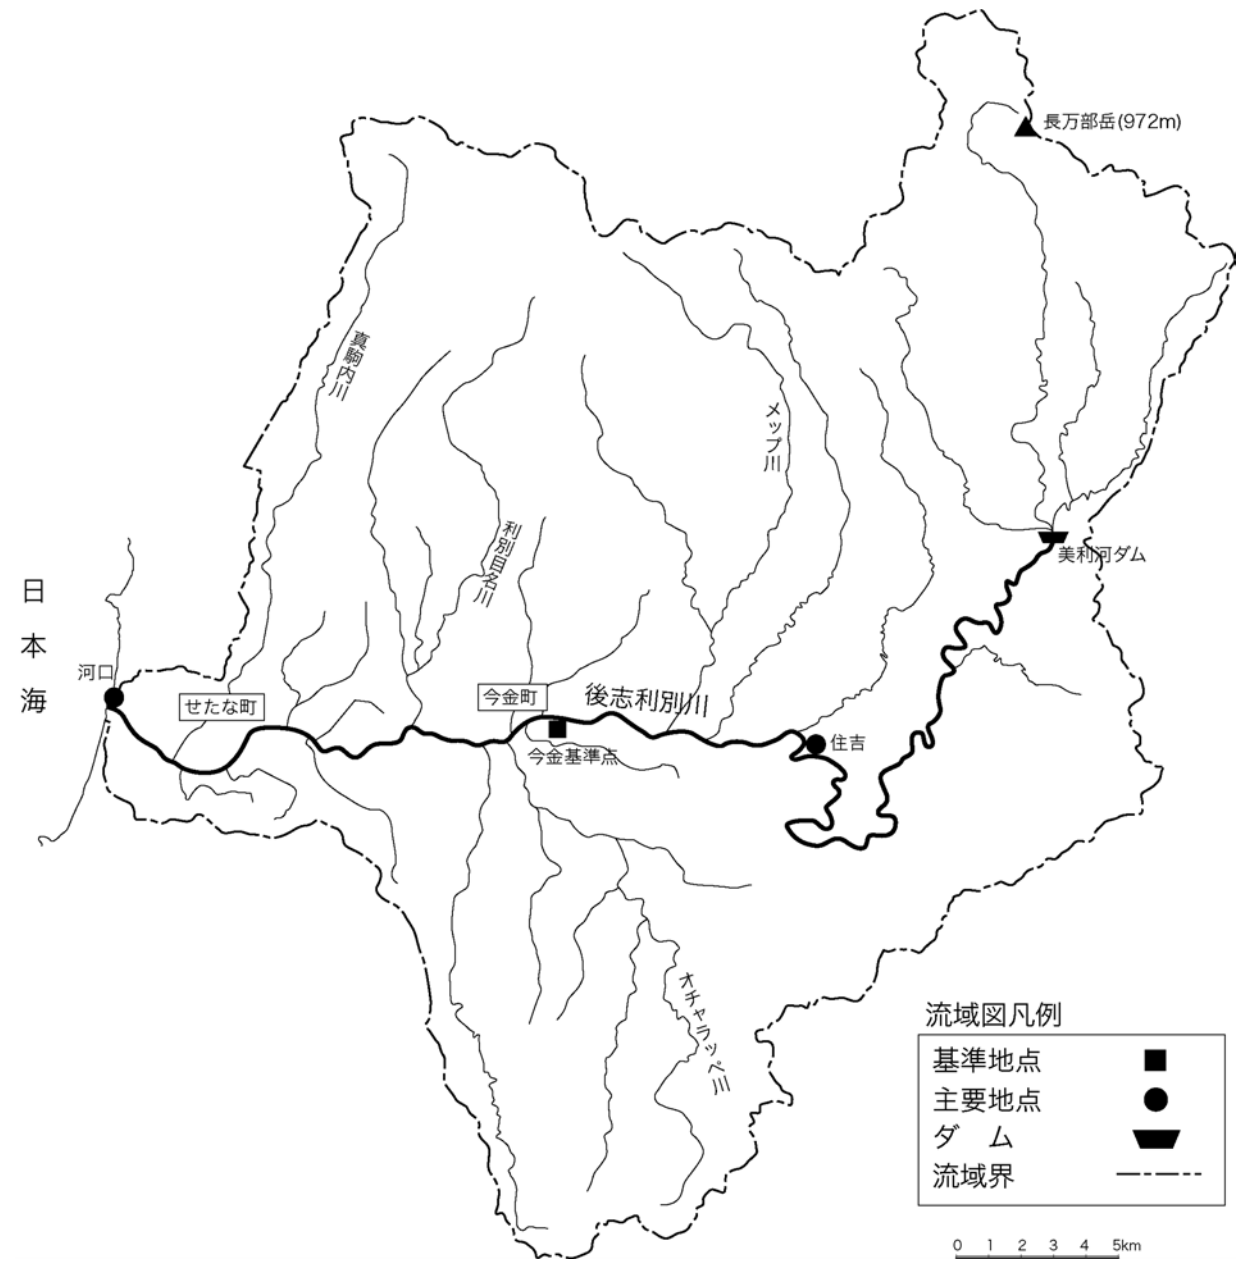 長万部岳(972m)
真駒内川
メップ川
利別目名川
美利河ダム
日本海
河口
せたな町
今金町
後志利別川
今金基準点
住吉
オチャラッペ川
流域図凡例
基準地点
主要地点
ダム
流域界
0 1 2 3 4 5km